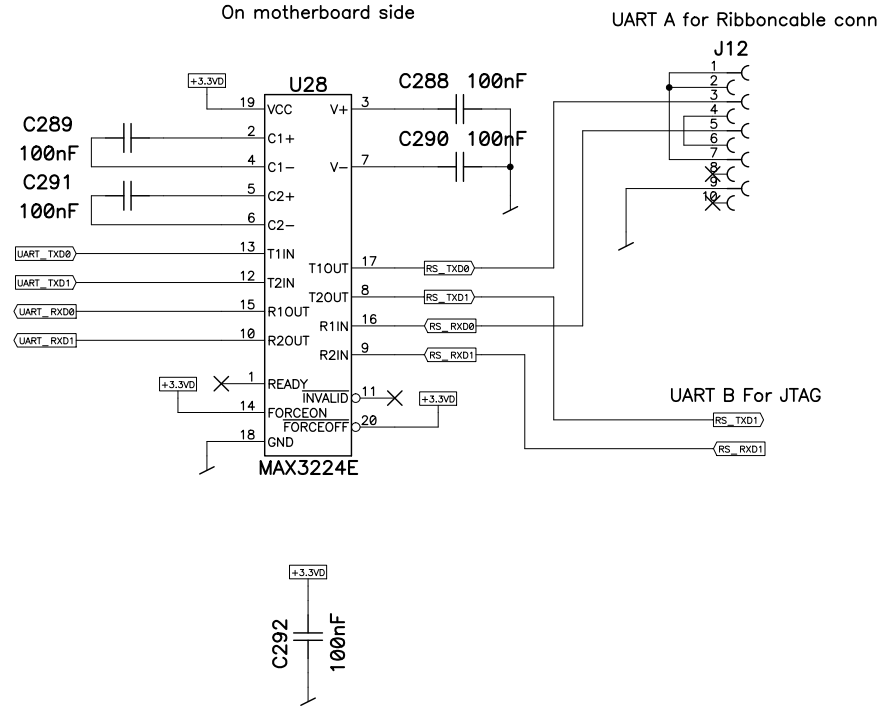 On motherboard side
UART A for Ribboncable conn
J12
1
2
3
4
5
6
7
8
9
10
+3.3VD
U28
C288 100nF
19 VCC V+ 3
C289
100nF
2 C1+
C290 100nF
4 C1- V- 7
C291
100nF
5 C2+
6 C2-
UART_TXD0 13 T1IN
T1OUT 17 RS_TXD0
UART_TXD1 12 T2IN
T2OUT 8 RS_TXD1
UART_RXD0 15 R1OUT
R1IN 16 RS_RXD0
UART_RXD1 10 R2OUT
R2IN 9 RS_RXD1
+3.3VD 1 READY
INVALID 11 +3.3VD
14 FORCEON
FORCEOFF 20
18 GND
MAX3224E
UART B For JTAG
RS_TXD1
RS_RXD1
+3.3VD
C292
100nF